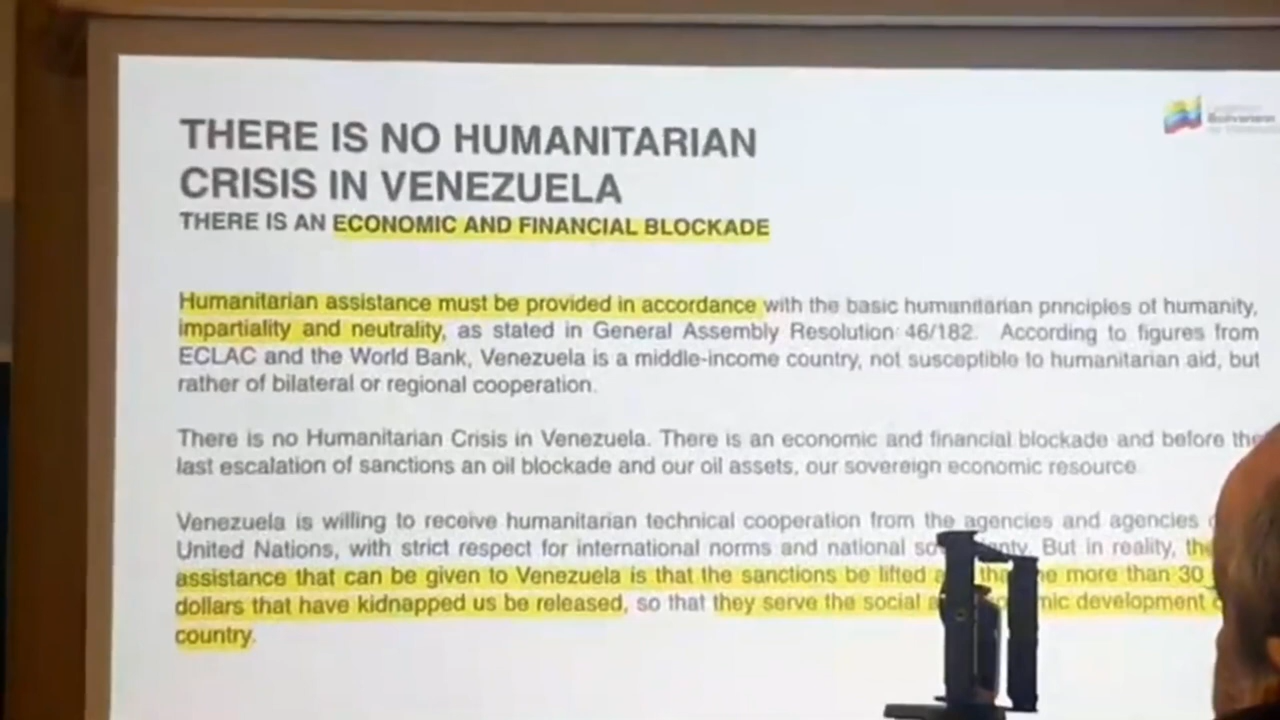 THERE IS NO HUMANITARIAN
CRISIS IN VENEZUELA
THERE IS AN ECONOMIC AND FINANCIAL BLOCKADE
Bolivariana
Humanitarian assistance must be provided in accordance with the basic humanitarian principles of humanity,
impartiality and neutrality, as stated in General Assembly Resolution 46/182. According to figures from
ECLAC and the World Bank, Venezuela is a middle-income country, not susceptible to humanitarian aid, but
rather of bilateral or regional cooperation.
There is no Humanitarian Crisis in Venezuela. There is an economic and financial blockade and before the
last escalation of sanctions an oil blockade and our oil assets, our sovereign economic resource
Venezuela is willing to receive humanitarian technical cooperation from the agencies and agencies
United Nations, with strict respect for international norms and national But in reality, the
assistance that can be given to Venezuela is that the sanctions be lifted more than 30
dollars that have kidnapped us be released, so that they serve the social development
country.